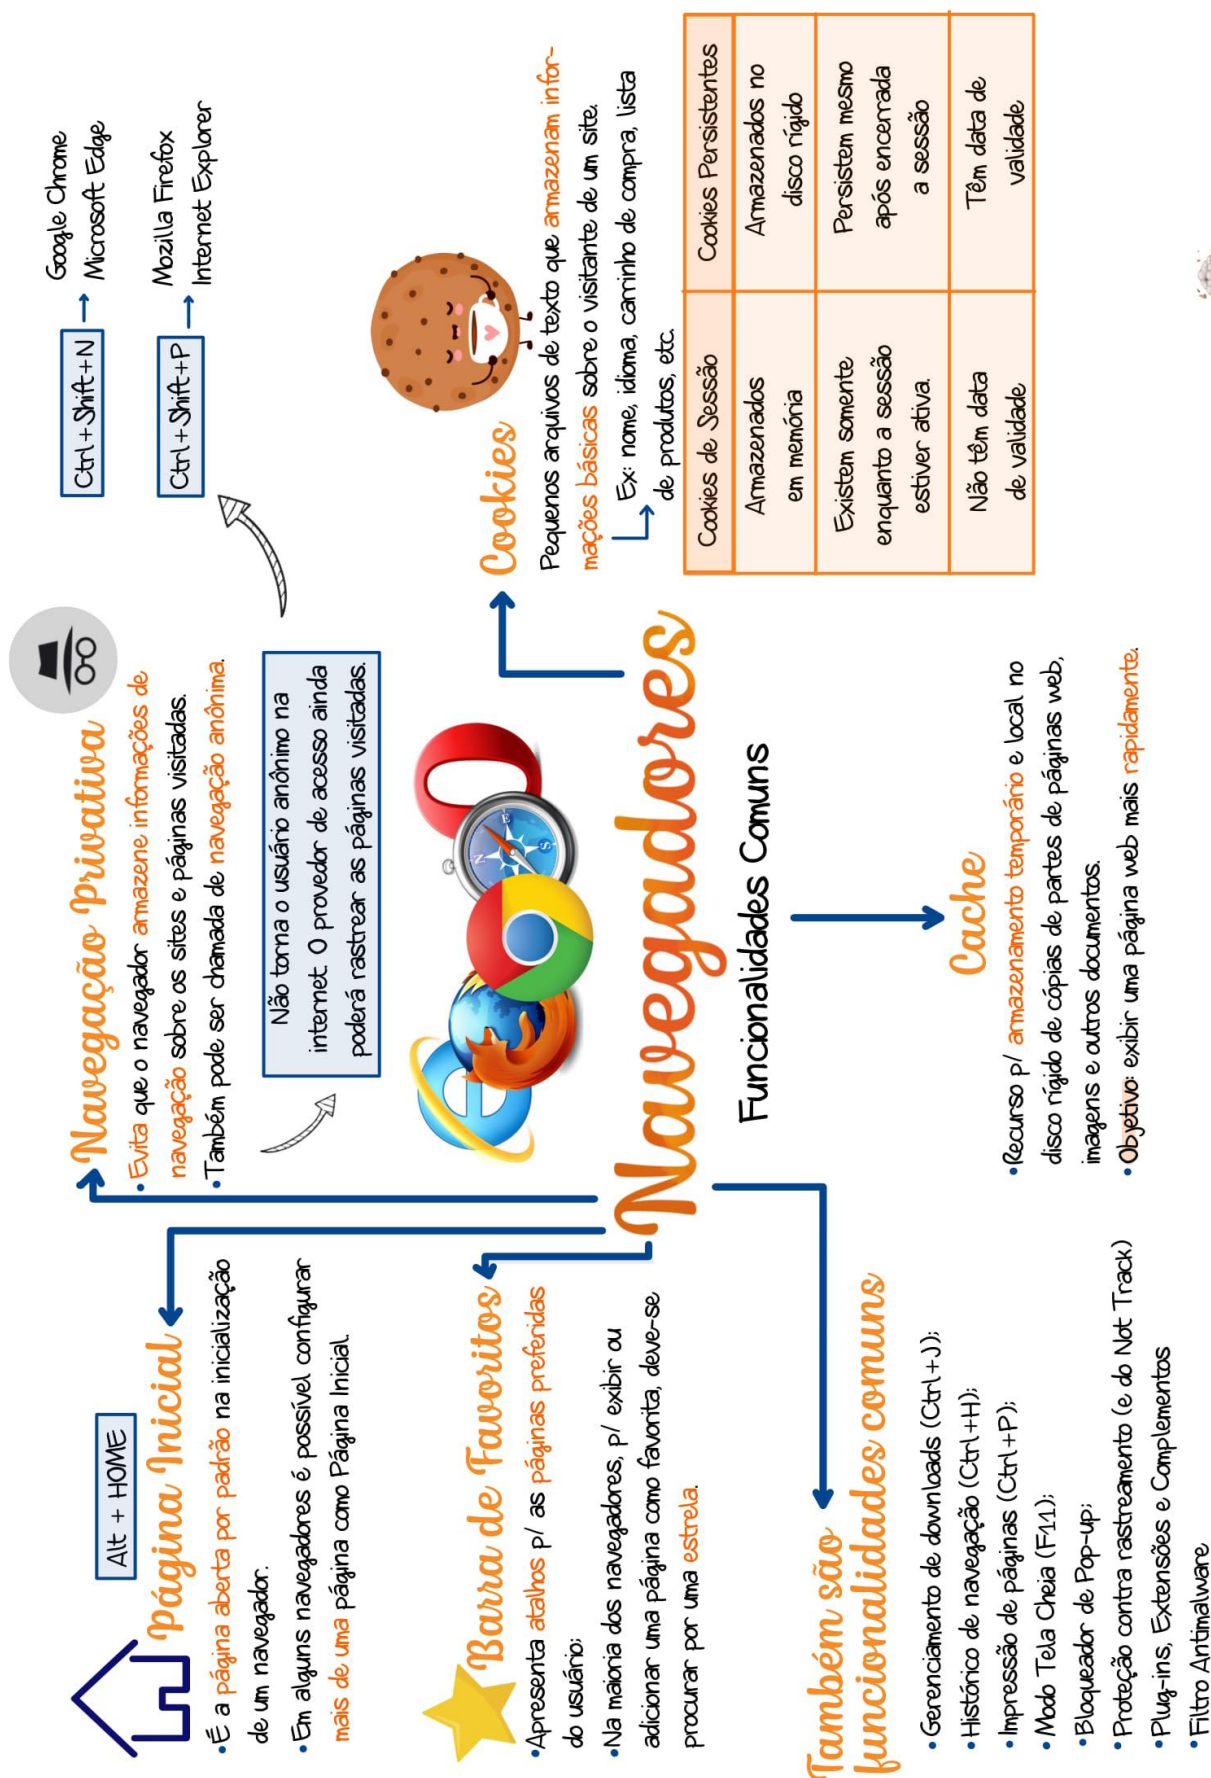 Alt + HOME
Página Inicial
•É a página aberta por padrão na inicialização
de um navegador.
•Em alguns navegadores é possível configurar
mais de uma página como Página Inicial.
Navegação Privativa
•Evita que o navegador armazene informações de
navegação sobre os sites e páginas visitadas.
•Também pode ser chamada de navegação anônima.
Não torna o usuário anônimo na
internet. O provedor de acesso ainda
poderá rastrear as páginas visitadas.
Ctrl+Shift+N → Google Chrome
Microsoft Edge
Ctrl+Shift+P → Mozilla Firefox
Internet Explorer
Barra de Favoritos
•Apresenta atalhos p/ as páginas preferidas
do usuário;
•Na maioria dos navegadores, p/ exibir ou
adicionar uma página como favorita, deve-se
procurar por uma estrela.
N
E
S
Navegadores
Funcionalidades Comuns
Cookies
Pequenos arquivos de texto que armazenam infor-
mações básicas sobre o visitante de um site.
Ex: nome, idioma, carrinho de compra, lista
de produtos, etc.
Cookies de Sessão Cookies Persistentes
Armazenados Armazenados no
em memória disco rígido
Existem somente Persistem mesmo
enquanto a sessão após encerrada
estiver ativa. a sessão
Não têm data Têm data de
de validade validade
Também são
funcionalidades comuns
•Gerenciamento de downloads (Ctrl+J);
•Histórico de navegação (Ctrl+H);
•Impressão de páginas (Ctrl+P);
•Modo Tela Cheia (F11);
•Bloqueador de Pop-up;
•Proteção contra rastreamento (e do Not Track)
•Plug-ins, Extensões e Complementos
•Filtro Antimalware
Cache
•Recurso p/ armazenamento temporário e local no
disco rígido de cópias de partes de páginas web,
imagens e outros documentos.
•Objetivo: exibir uma página web mais rapidamente.